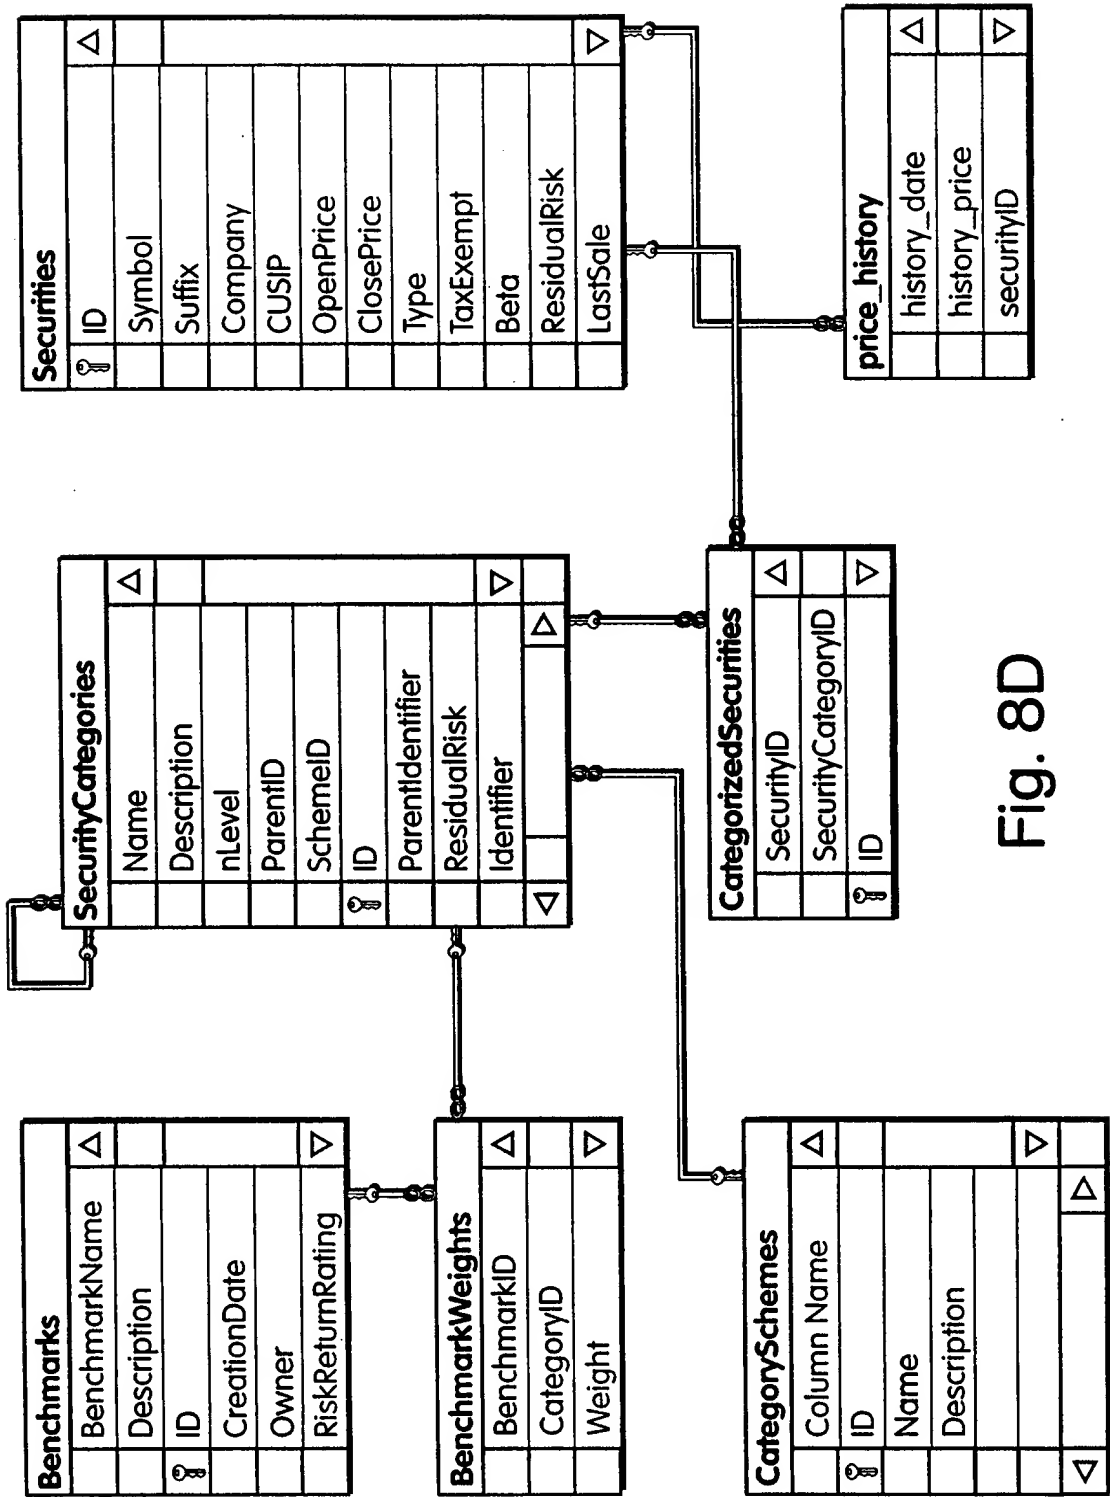 Benchmarks
BenchmarkName
Description
ID
CreationDate
Owner
RiskReturnRating
BenchmarkWeights
BenchmarkID
CategoryID
Weight
CategorySchemes
Column Name
ID
Name
Description
SecurityCategories
Name
Description
nLevel
ParentID
SchemeID
ID
ParentIdentifier
ResidualRisk
Identifier
CategorizedSecurities
SecurityID
SecurityCategoryID
ID
Securities
ID
Symbol
Suffix
Company
CUSIP
OpenPrice
ClosePrice
Type
TaxExempt
Beta
ResidualRisk
LastSale
price_history
history_date
history_price
securityID
Fig. 8D